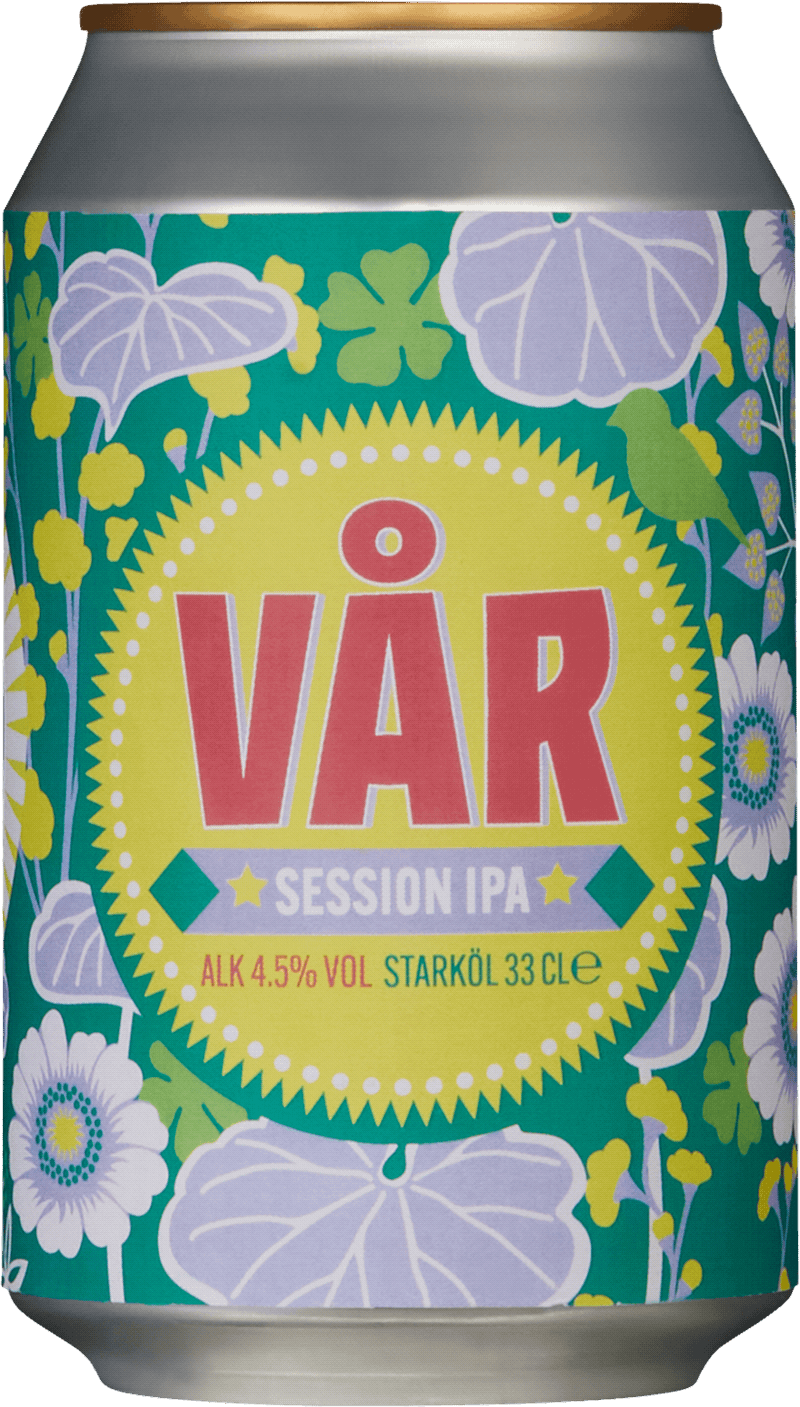 VÅR
SESSION IPA
ALK 4.5% VOL STARKÖL 33 CL℮